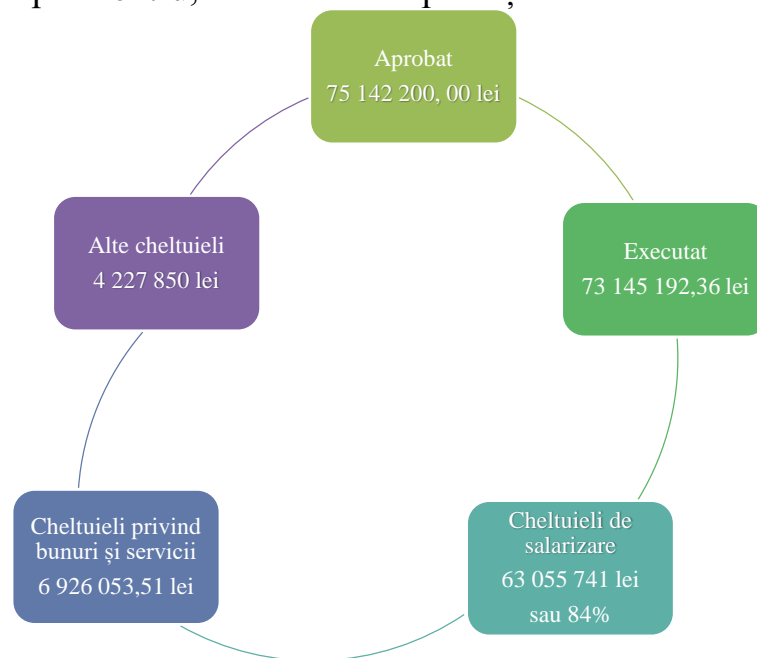 Aprobat
75 142 200, 00 lei
Alte cheltuieli
4 227 850 lei
Executat
73 145 192,36 lei
Cheltuieli privind
bunuri și servicii
6 926 053,51 lei
Cheltuieli de
salarizare
63 055 741 lei
sau 84%